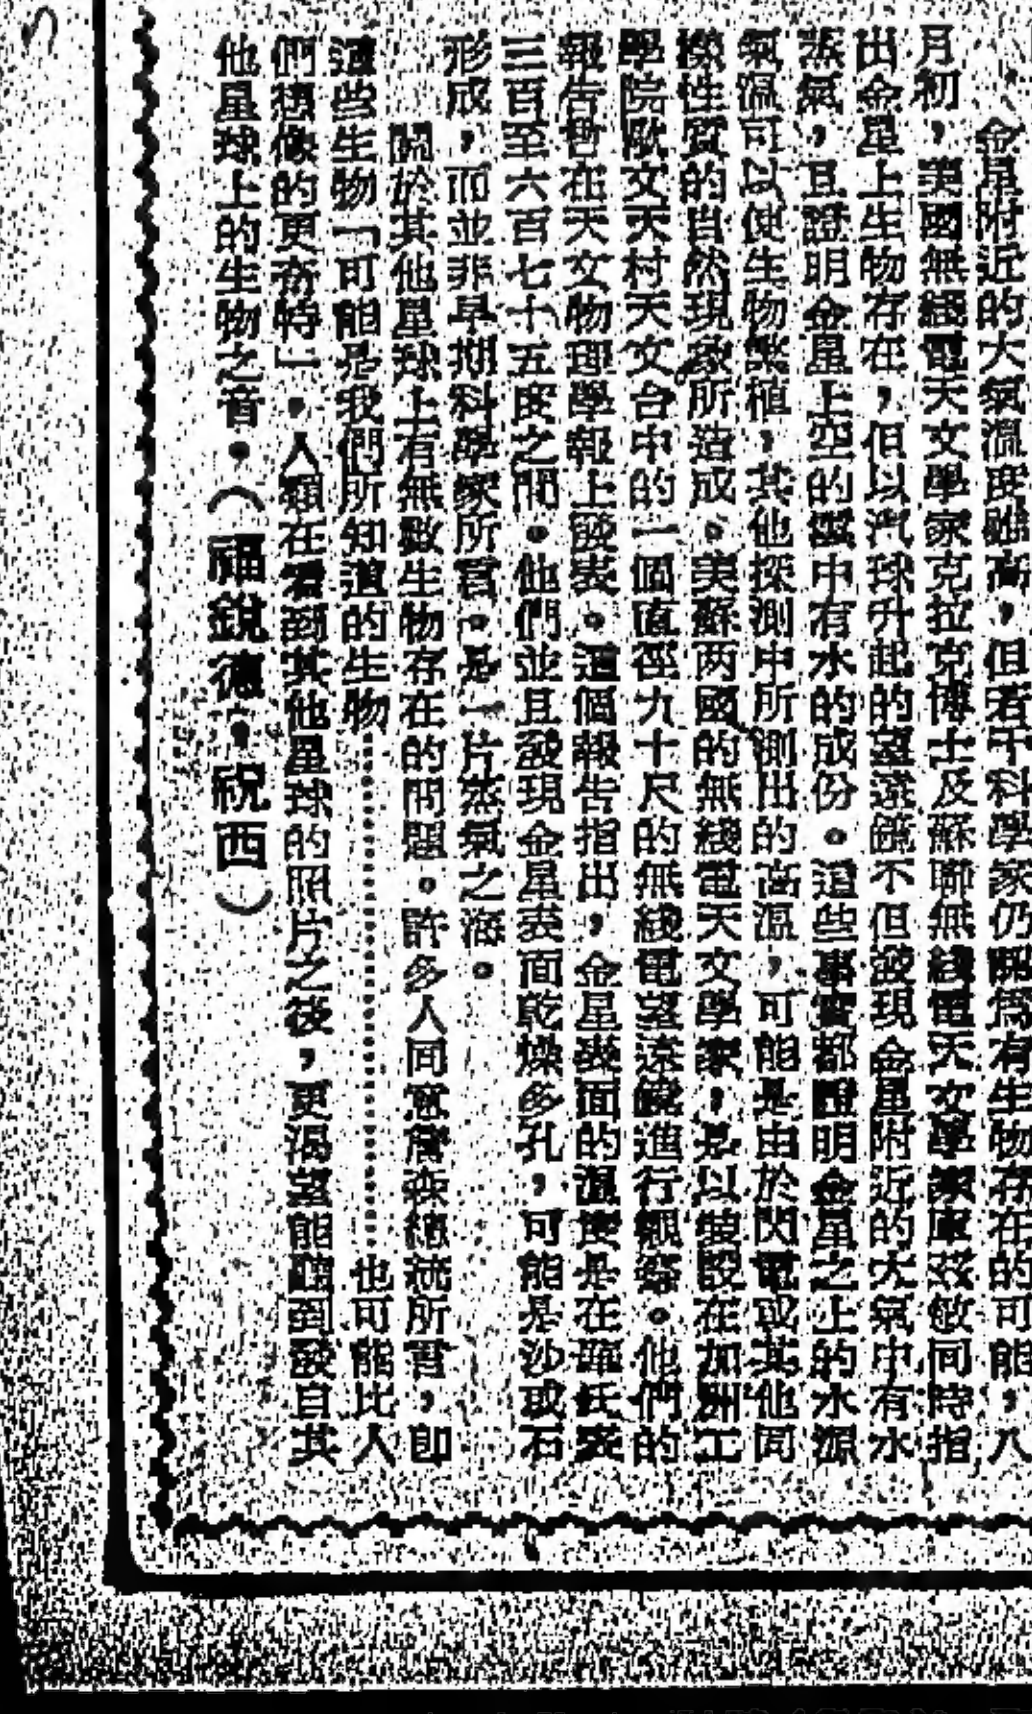 金星附近的大氣溫度雖高，但若干科學家仍認為有生物存在的可能，八
月初，美國無綫電天文學家克拉克博士及蘇聯無綫電天文學家庫茲敏同時指
出金星上生物存在，但以汽球升起的望遠鏡不但發現金星附近的大氣中有水
蒸氣，且證明金星上空的雲中有水的成份。這些事實都證明金星之上的水源
氣溫可以使生物繁植，其他探測中所測出的高溫，可能是由於閃電或其他同
樣性質的自然現象所造成。美蘇两國的無綫電天文學家，是以裝設在加洲工
學院歐文天村天文台中的一個直徑九十尺的無綫電望遠鏡進行觀察。他們的
報告曾在天文物理學報上發表。這個報告指出，金星表面的溫度是在華氏表
三百至六百七十五度之間。他們並且發現金星表面乾燥多孔，可能是沙或石
形成，而並非早期科學家所言。是一片蒸氣之海。
關於其他星球上有無數生物存在的問題。許多人同意詹森總統所言，即
這些生物「可能是我們所知道的生物……………也可能比人
們想像的更奇特」。人類在看到其他星球的照片之後，更渴望能聽到發自其
他星球上的生物之音。（福銳德·祝西）